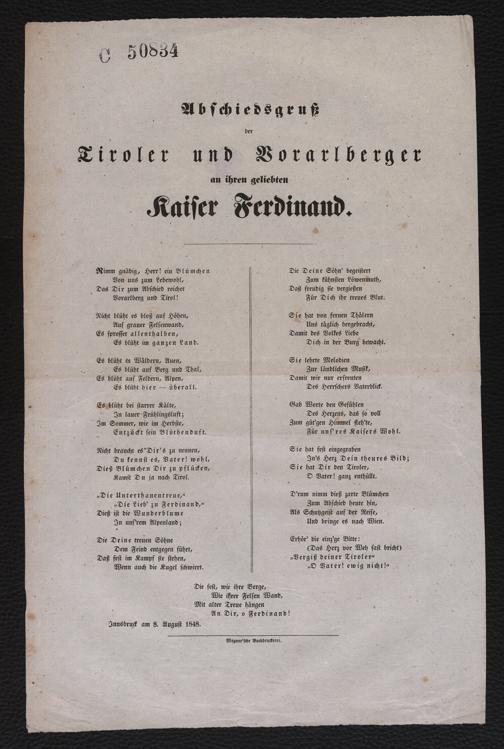 C 50834
Abschiedsgruß
der
Tiroler und Vorarlberger
an ihren geliebten
Kaiser Ferdinand.
Nimm gnädig, Herr! ein Blümchen
Von uns zum Lebewohl,
Das Dir zum Abschied reichet
Vorarlberg und Tirol!
Nicht blüht es bloß auf Höhen,
Auf grauer Felsenwand,
Es sprosset allenthalben,
Es blüht im ganzen Land.
Es blüht in Wäldern, Auen,
Es blüht auf Berg und Thal,
Es blüht auf Feldern, Alpen,
Es blüht hier — überall.
Es blüht bei starrer Kälte,
In lauer Frühlingsluft;
Im Sommer, wie im Herbste,
Entzückt sein Blüthenduft.
Nicht braucht es Dir's zu nennen,
Du kennst es, Vater! wohl,
Dieß Blümchen Dir zu pflücken,
Kamst Du ja nach Tirol.
„Die Unterthanentreue,“
„Die Lieb' zu Ferdinand,“
Dieß ist die Wunderblume
In uns'rem Alpenland;
Die Deine treuen Söhne
Dem Feind entgegen führt,
Daß fest im Kampf sie stehen,
Wenn auch die Kugel schwirrt.
Die Deine Söhn' begeistert
Zum kühnsten Löwenmuth,
Daß freudig sie vergießen
Für Dich ihr treues Blut.
Sie hat von fernen Thälern
Uns täglich hergebracht,
Damit des Volkes Liebe
Dich in der Burg bewacht.
Sie lehrte Melodien
Zur ländlichen Musik,
Damit wir nur erfreuten
Des Herrschers Vaterblick.
Gab Worte den Gefühlen
Des Herzens, das so voll
Zum güt'gen Himmel fleh'te,
Für uns'res Kaisers Wohl.
Sie hat fest eingegraben
In's Herz Dein theures Bild;
Sie hat Dir den Tiroler,
O Vater! ganz enthüllt.
D'rum nimm dieß zarte Blümchen
Zum Abschied heute hin,
Als Schutzgeist auf der Reise,
Und bringe es nach Wien.
Erhör' die einz'ge Bitte:
(Das Herz vor Weh fast bricht)
„Vergiß deiner Tiroler“
„O Vater! ewig nicht!“
Die fest, wie ihre Berge,
Wie ihrer Felsen Wand,
Mit alter Treue hängen
An Dir, o Ferdinand!
Innsbruck am 8. August 1848.
Wagner'sche Buchdruckerei.